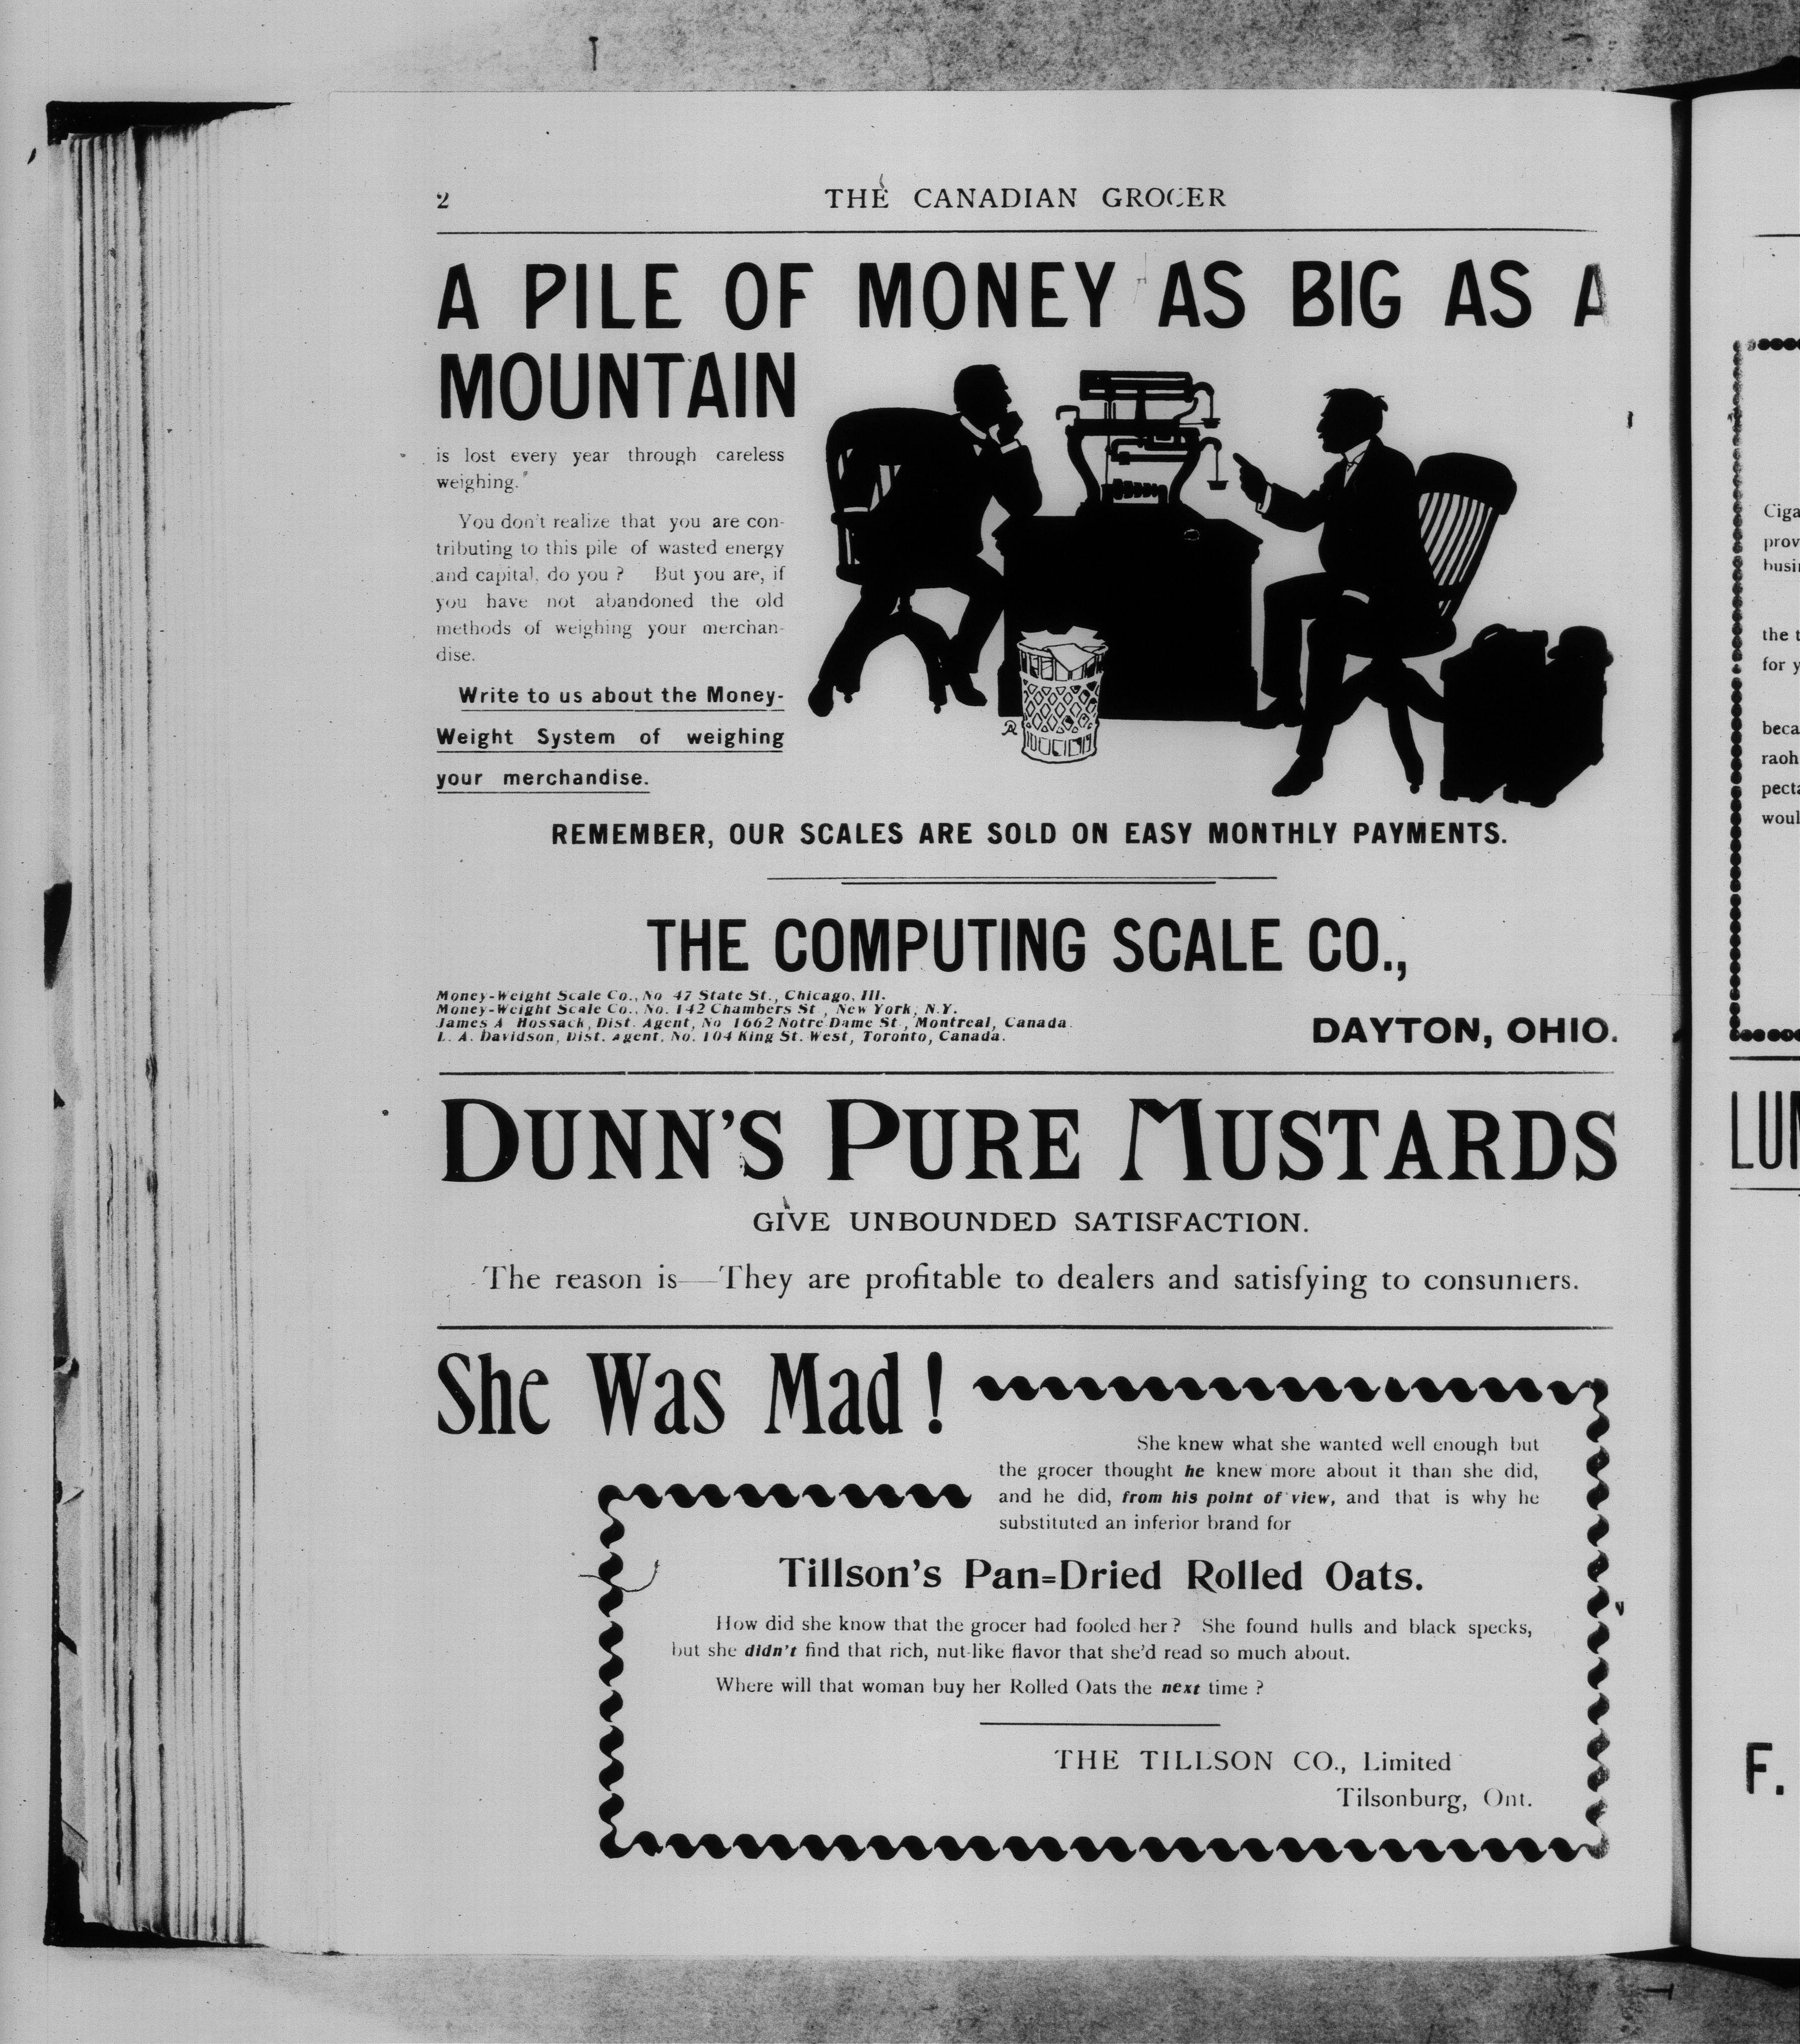 2
THE CANADIAN GROCER
A PILE OF MONEY AS BIG AS A
MOUNTAIN
is lost every year through careless
weighing.
You don't realize that you are con-
tributing to this pile of wasted energy
and capital, do you ? But you are, if
you have not abandoned the old
methods of weighing your merchan-
dise.
Write to us about the Money-
Weight System of weighing
your merchandise.
REMEMBER, OUR SCALES ARE SOLD ON EASY MONTHLY PAYMENTS.
THE COMPUTING SCALE CO.,
Money-Weight Scale Co., No 47 State St., Chicago, Ill.
Money-Weight Scale Co., No. 142 Chambers St., New York, N.Y.
James A Hossack, Dist. Agent, No 1662 Notre Dame St., Montreal, Canada.
L. A. Davidson, Dist. Agent, No. 104 King St. West, Toronto, Canada.
DAYTON, OHIO.
DUNN'S PURE MUSTARDS
GIVE UNBOUNDED SATISFACTION.
The reason is—They are profitable to dealers and satisfying to consumers.
She Was Mad !
She knew what she wanted well enough but
the grocer thought he knew more about it than she did,
and he did, from his point of view, and that is why he
substituted an inferior brand for
Tillson's Pan-Dried Rolled Oats.
How did she know that the grocer had fooled her ? She found hulls and black specks,
but she didn't find that rich, nut-like flavor that she'd read so much about.
Where will that woman buy her Rolled Oats the next time ?
THE TILLSON CO., Limited
Tilsonburg, Ont.
Ciga
prov
busi
the t
for y
beca
raoh
pecta
woul
LUM
F.